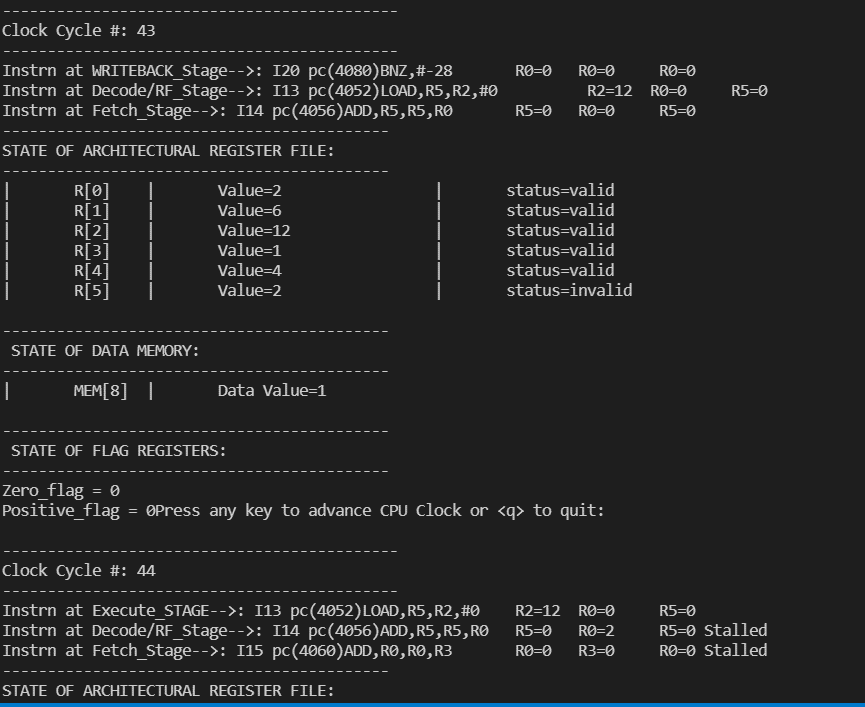 --------------------------------------------
Clock Cycle #: 43
--------------------------------------------
Instrn at WRITEBACK_Stage-->: I20 pc(4080)BNZ,#-28        R0=0   R0=0     R0=0
Instrn at Decode/RF_Stage-->: I13 pc(4052)LOAD,R5,R2,#0          R2=12  R0=0     R5=0
Instrn at Fetch_Stage-->: I14 pc(4056)ADD,R5,R5,R0       R5=0   R0=0     R5=0
-------------------------------------------
STATE OF ARCHITECTURAL REGISTER FILE:
-------------------------------------------
|       R[0]    |       Value=2                 |       status=valid
|       R[1]    |       Value=6                 |       status=valid
|       R[2]    |       Value=12                |       status=valid
|       R[3]    |       Value=1                 |       status=valid
|       R[4]    |       Value=4                 |       status=valid
|       R[5]    |       Value=2                 |       status=invalid
-------------------------------------------
 STATE OF DATA MEMORY:
-------------------------------------------
|       MEM[8]  |       Data Value=1
-------------------------------------------
 STATE OF FLAG REGISTERS:
-------------------------------------------
Zero_flag = 0
Positive_flag = 0Press any key to advance CPU Clock or <q> to quit:
--------------------------------------------
Clock Cycle #: 44
--------------------------------------------
Instrn at Execute_STAGE-->: I13 pc(4052)LOAD,R5,R2,#0    R2=12  R0=0     R5=0
Instrn at Decode/RF_Stage-->: I14 pc(4056)ADD,R5,R5,R0   R5=0   R0=2     R5=0 Stalled
Instrn at Fetch_Stage-->: I15 pc(4060)ADD,R0,R0,R3       R0=0   R3=0     R0=0 Stalled
-------------------------------------------
STATE OF ARCHITECTURAL REGISTER FILE: